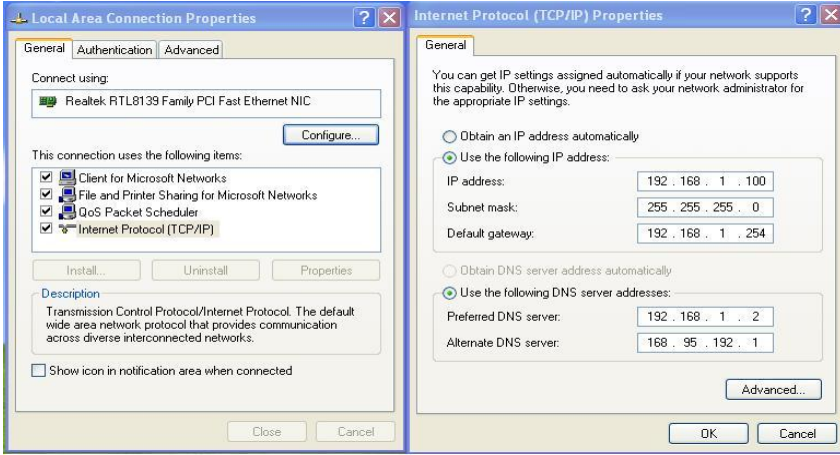 Local Area Connection Properties
General Authentication Advanced
Connect using:
Realtek RTL8139 Family PCI Fast Ethernet NIC
Configure...
This connection uses the following items:
Client for Microsoft Networks
File and Printer Sharing for Microsoft Networks
QoS Packet Scheduler
Internet Protocol (TCP/IP)
Install... Uninstall Properties
Description
Transmission Control Protocol/Internet Protocol. The default
wide area network protocol that provides communication
across diverse interconnected networks.
Show icon in notification area when connected
Close Cancel
Internet Protocol (TCP/IP) Properties
General
You can get IP settings assigned automatically if your network supports
this capability. Otherwise, you need to ask your network administrator for
the appropriate IP settings.
Obtain an IP address automatically
Use the following IP address:
IP address: 192 . 168 . 1 . 100
Subnet mask: 255 . 255 . 255 . 0
Default gateway: 192 . 168 . 1 . 254
Obtain DNS server address automatically
Use the following DNS server addresses:
Preferred DNS server: 192 . 168 . 1 . 2
Alternate DNS server: 168 . 95 . 192 . 1
Advanced...
OK Cancel